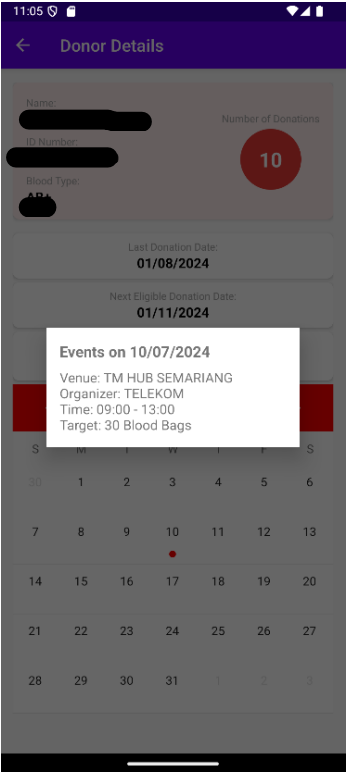 11:05
Donor Details
Name:
Number of Donations
ID Number:
10
Blood Type:
Last Donation Date:
01/08/2024
Next Eligible Donation Date:
01/11/2024
Events on 10/07/2024
Venue: TM HUB SEMARIANG
Organizer: TELEKOM
Time: 09:00 - 13:00
Target: 30 Blood Bags
S M T W T F S
30 1 2 3 4 5 6
7 8 9 10 11 12 13
14 15 16 17 18 19 20
21 22 23 24 25 26 27
28 29 30 31 1 2 3